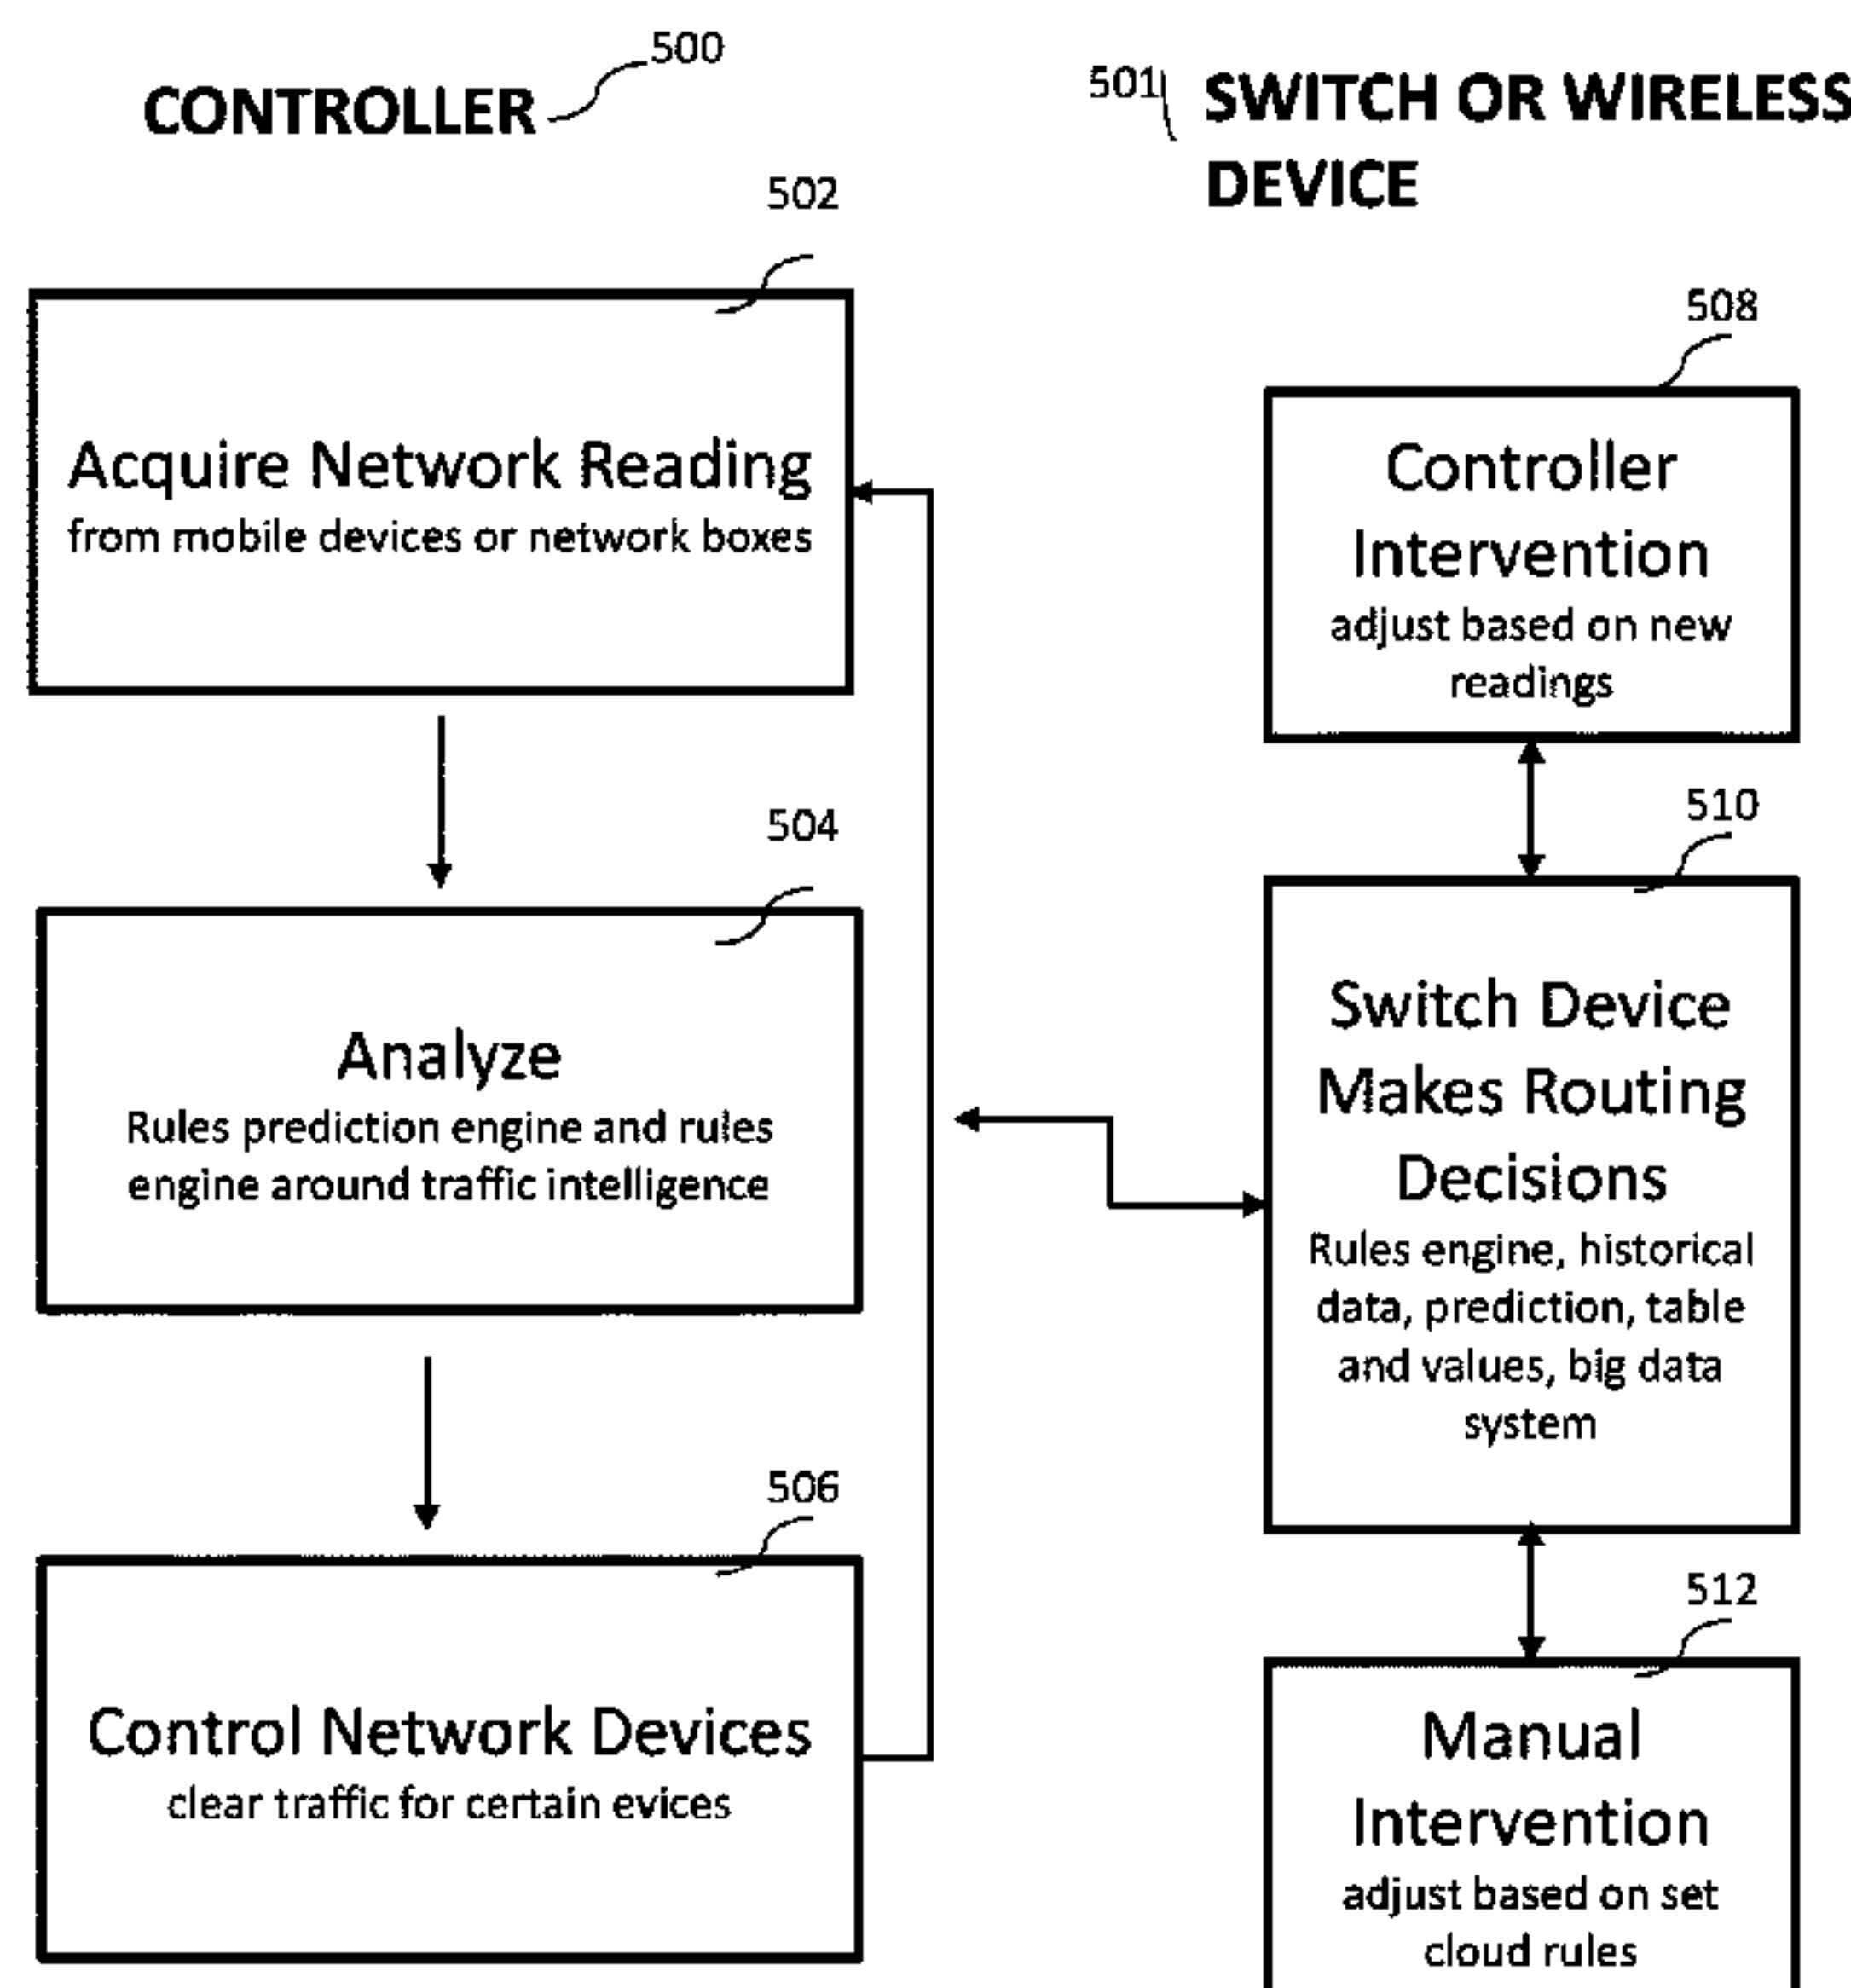 500
CONTROLLER
502
Acquire Network Reading
from mobile devices or network boxes
504
Analyze
Rules prediction engine and rules
engine around traffic intelligence
506
Control Network Devices
clear traffic for certain evices
501
SWITCH OR WIRELESS
DEVICE
508
Controller
Intervention
adjust based on new
readings
510
Switch Device
Makes Routing
Decisions
Rules engine, historical
data, prediction, table
and values, big data
system
512
Manual
Intervention
adjust based on set
cloud rules